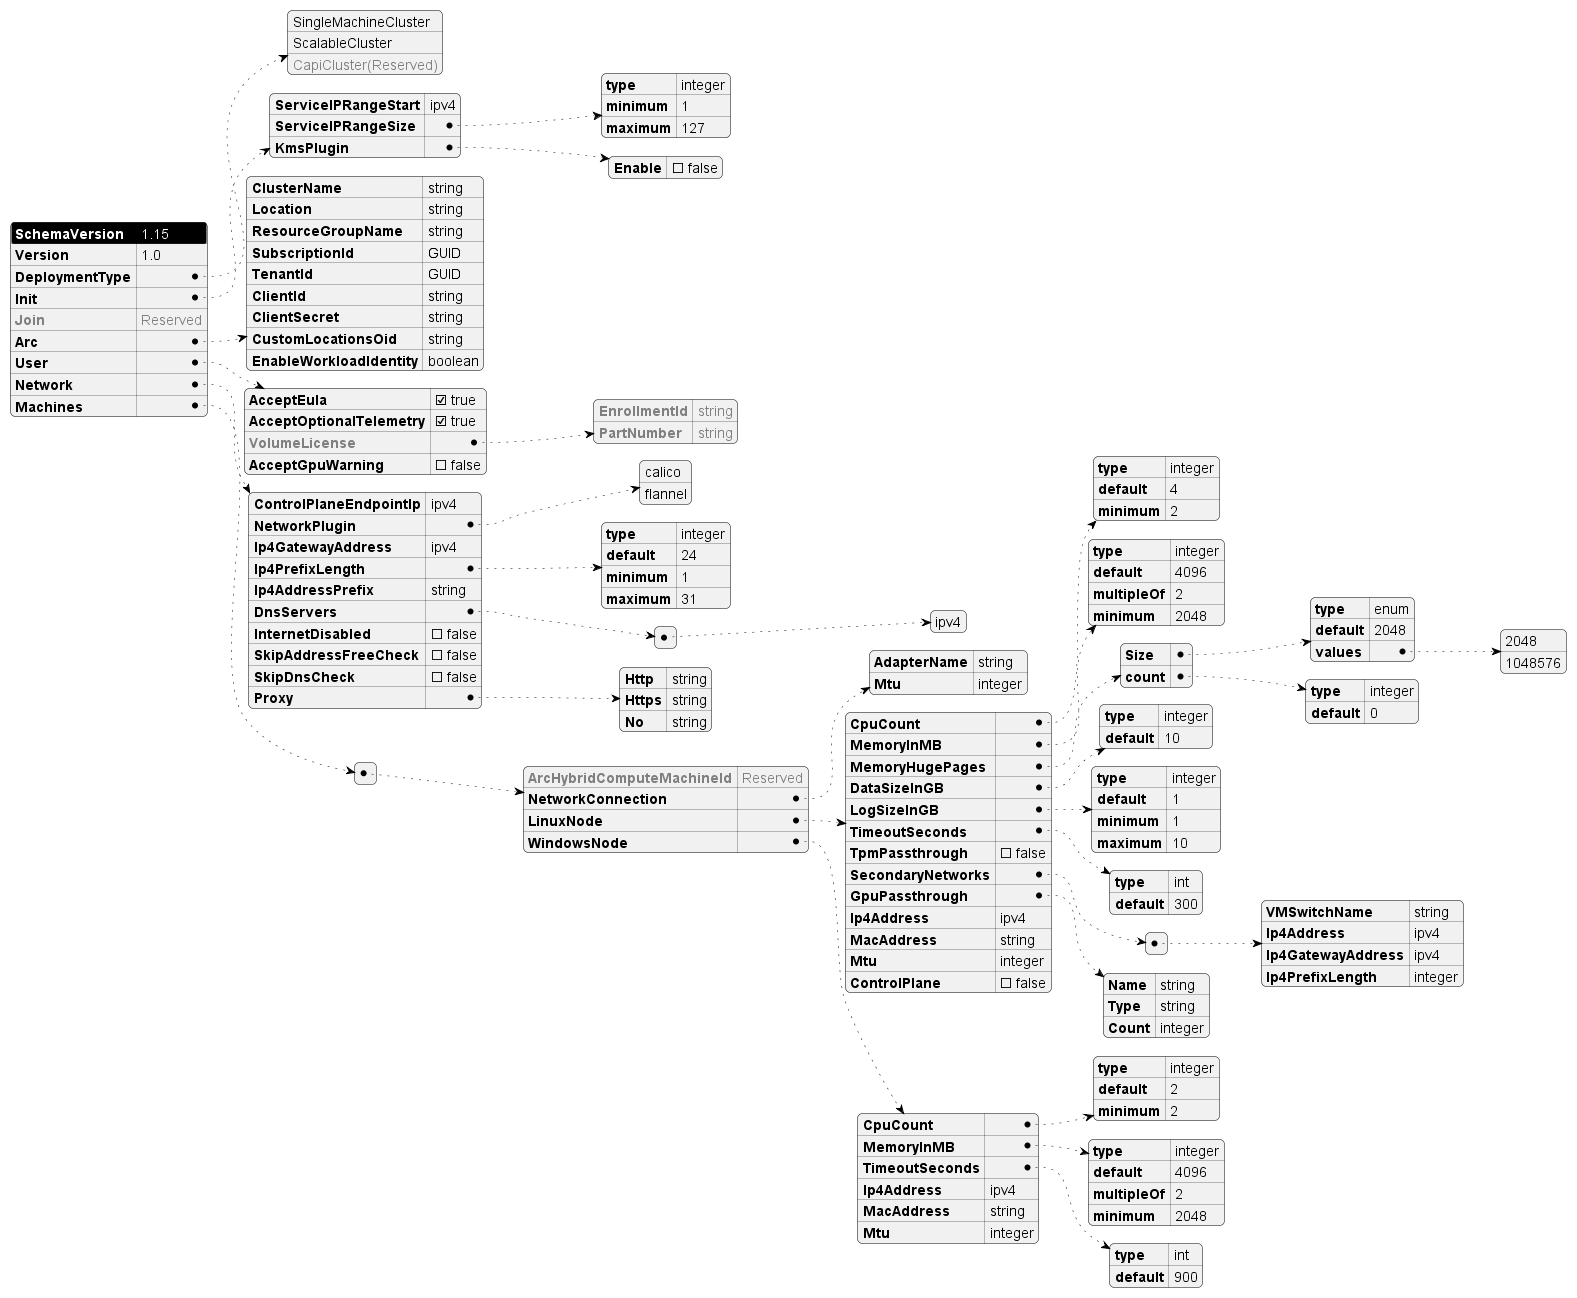 SchemaVersion 1.15
Version 1.0
DeploymentType
Init
Join Reserved
Arc
User
Network
Machines
SingleMachineCluster
ScalableCluster
CapiCluster(Reserved)
ServiceIPRangeStart ipv4
ServiceIPRangeSize
KmsPlugin
type integer
minimum 1
maximum 127
Enable false
ClusterName string
Location string
ResourceGroupName string
SubscriptionId GUID
TenantId GUID
ClientId string
ClientSecret string
CustomLocationsOid string
EnableWorkloadIdentity boolean
AcceptEula true
AcceptOptionalTelemetry true
VolumeLicense
AcceptGpuWarning false
EnrollmentId string
PartNumber string
ControlPlaneEndpointIp ipv4
NetworkPlugin
Ip4GatewayAddress ipv4
Ip4PrefixLength
Ip4AddressPrefix string
DnsServers
InternetDisabled false
SkipAddressFreeCheck false
SkipDnsCheck false
Proxy
calico
flannel
type integer
default 24
minimum 1
maximum 31
ipv4
Http string
Https string
No string
ArcHybridComputeMachineId Reserved
NetworkConnection
LinuxNode
WindowsNode
AdapterName string
Mtu integer
CpuCount
MemoryInMB
MemoryHugePages
DataSizeInGB
LogSizeInGB
TimeoutSeconds
TpmPassthrough false
SecondaryNetworks
GpuPassthrough
Ip4Address ipv4
MacAddress string
Mtu integer
ControlPlane false
type integer
default 4
minimum 2
type integer
default 4096
multipleOf 2
minimum 2048
Size
count
type enum
default 2048
values
2048
1048576
type integer
default 0
type integer
default 10
type integer
default 1
minimum 1
maximum 10
type int
default 300
VMSwitchName string
Ip4Address ipv4
Ip4GatewayAddress ipv4
Ip4PrefixLength integer
Name string
Type string
Count integer
CpuCount
MemoryInMB
TimeoutSeconds
Ip4Address ipv4
MacAddress string
Mtu integer
type integer
default 2
minimum 2
type integer
default 4096
multipleOf 2
minimum 2048
type int
default 900